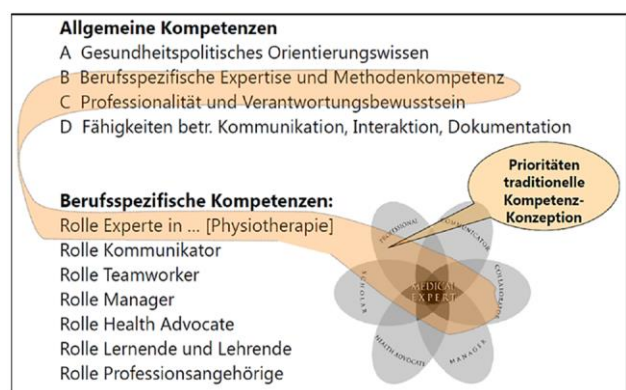 Allgemeine Kompetenzen
A Gesundheitspolitisches Orientierungswissen
B Berufsspezifische Expertise und Methodenkompetenz
C Professionalität und Verantwortungsbewusstsein
D Fähigkeiten betr. Kommunikation, Interaktion, Dokumentation
Prioritäten
traditionelle
Kompetenz-
Konzeption
Berufsspezifische Kompetenzen:
Rolle Experte in ... [Physiotherapie]
Rolle Kommunikator
Rolle Teamworker
Rolle Manager
Rolle Health Advocate
Rolle Lernende und Lehrende
Rolle Professionsangehörige
PROFESSIONAL
COMMUNICATOR
SCHOLAR
MEDICAL
EXPERT
COLLABORATOR
HEALTH ADVOCATE
MANAGER